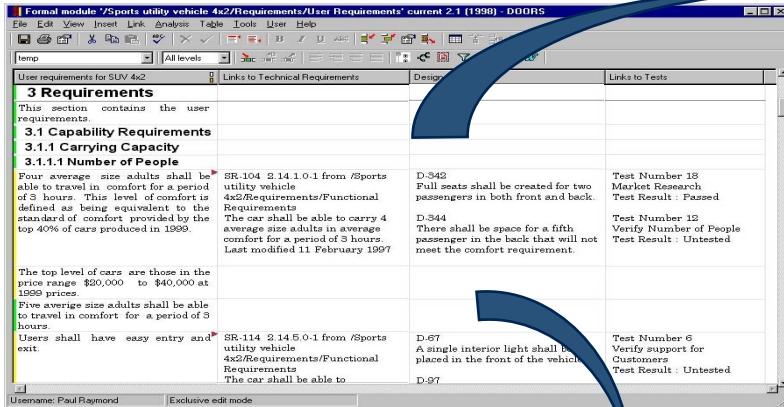 Formal module '/Sports utility vehicle 4x2/Requirements/User Requirements' current 2.1 (1998) - DOORS
File Edit View Insert Link Analysis Table Tools User Help
temp All levels
User requirements for SUV 4x2 Links to Technical Requirements Design Links to Tests
3 Requirements
This section contains the user
requirements.
3.1 Capability Requirements
3.1.1 Carrying Capacity
3.1.1.1 Number of People
Four average size adults shall be
able to travel in comfort for a period
of 3 hours. This level of comfort is
defined as being equivalent to the
standard of comfort provided by the
top 40% of cars produced in 1999.
SR-104 2.14.1.0-1 from /Sports
utility vehicle
4x2/Requirements/Functional
Requirements
The car shall be able to carry 4
average size adults in average
comfort for a period of 3 hours.
Last modified 11 February 1997
D-342
Full seats shall be created for two
passengers in both front and back.
D-344
There shall be space for a fifth
passenger in the back that will not
meet the comfort requirement.
Test Number 18
Market Research
Test Result : Passed
Test Number 12
Verify Number of People
Test Result : Untested
The top level of cars are those in the
price range $20,000 to $40,000 at
1999 prices.
Five averige size adults shall be able
to travel in comfort for a period of 3
hours.
Users shall have easy entry and
exit.
SR-114 2.14.5.0-1 from /Sports
utility vehicle
4x2/Requirements/Functional
Requirements
The car shall be able to
D-67
A single interior light shall be
placed in the front of the vehicle
D-97
Test Number 6
Verify support for
Customers
Test Result : Untested
Username: Paul Raymond Exclusive edit mode